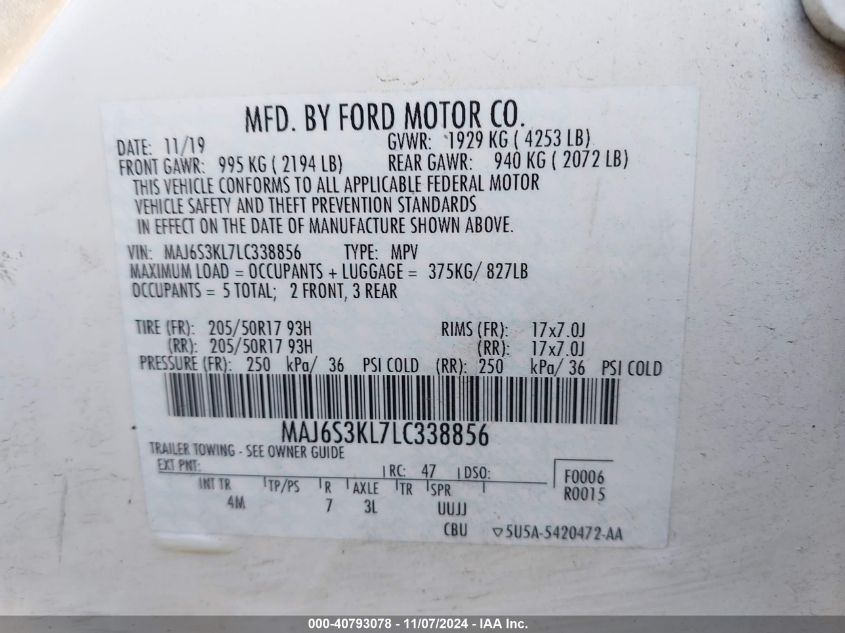 MFD. BY FORD MOTOR CO.
DATE: 11/19 GVWR: 1929 KG ( 4253 LB)
FRONT GAWR: 995 KG ( 2194 LB) REAR GAWR: 940 KG ( 2072 LB)
THIS VEHICLE CONFORMS TO ALL APPLICABLE FEDERAL MOTOR
VEHICLE SAFETY AND THEFT PREVENTION STANDARDS
IN EFFECT ON THE DATE OF MANUFACTURE SHOWN ABOVE.
VIN: MAJ6S3KL7LC338856 TYPE: MPV
MAXIMUM LOAD = OCCUPANTS + LUGGAGE = 375KG/ 827LB
OCCUPANTS = 5 TOTAL; 2 FRONT, 3 REAR
TIRE (FR): 205/50R17 93H RIMS (FR): 17x7.0J
(RR): 205/50R17 93H (RR): 17x7.0J
PRESSURE (FR): 250 kPa/ 36 PSI COLD (RR): 250 kPa/ 36 PSI COLD
MAJ6S3KL7LC338856
TRAILER TOWING - SEE OWNER GUIDE
EXT PNT: RC: 47 DSO: F0006
R0015
INT TR TP/PS R AXLE TR SPR
4M 7 3L UUJJ
CBU ▽5U5A-5420472-AA
000-40793078 - 11/07/2024 - IAA Inc.